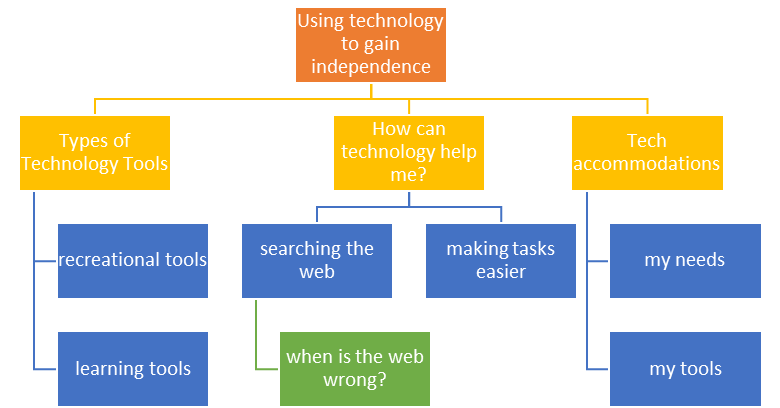 Using technology
to gain
independence
Types of
Technology Tools
How can
technology help
me?
Tech
accommodations
recreational tools
searching the
web
making tasks
easier
my needs
learning tools
when is the web
wrong?
my tools